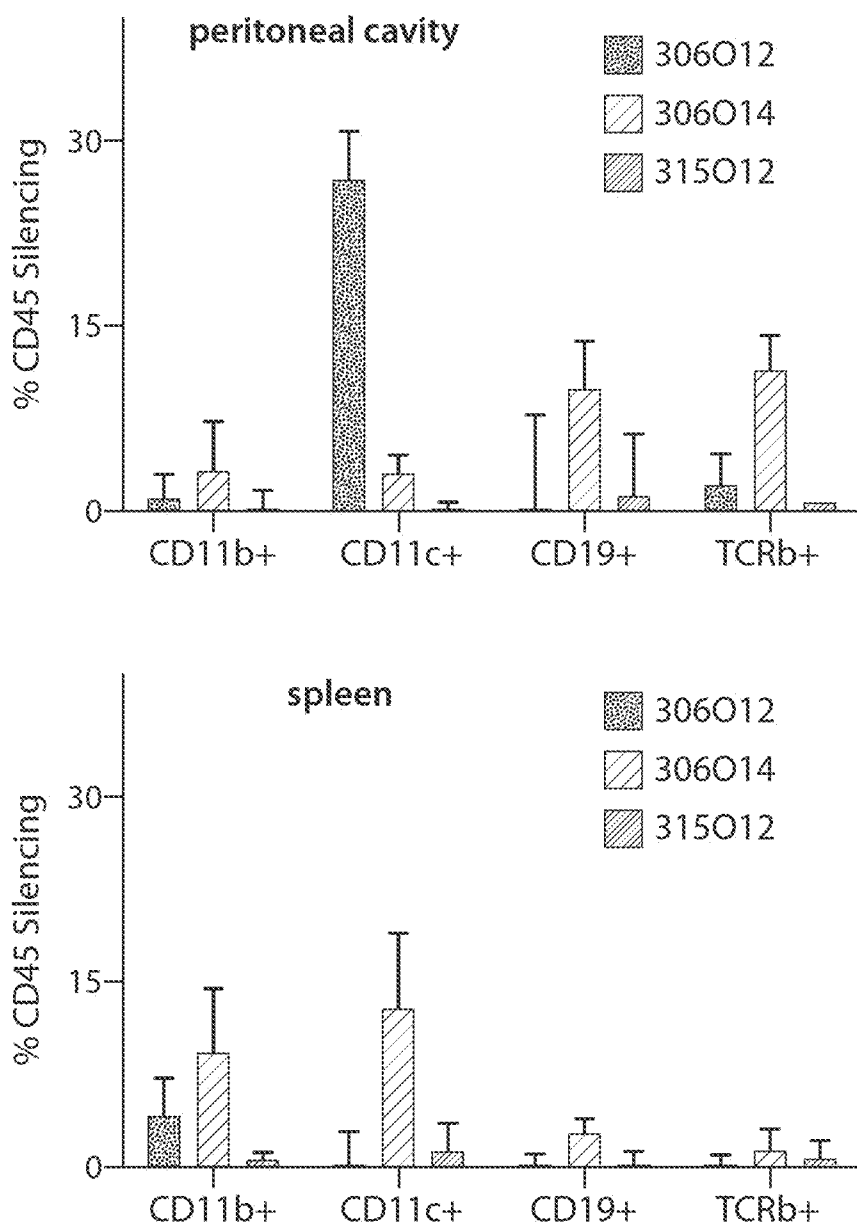 peritoneal cavity
306O12
306O14
315O12
% CD45 Silencing
30
15
0
CD11b+ CD11c+ CD19+ TCRb+
spleen
306O12
306O14
315O12
% CD45 Silencing
30
15
0
CD11b+ CD11c+ CD19+ TCRb+